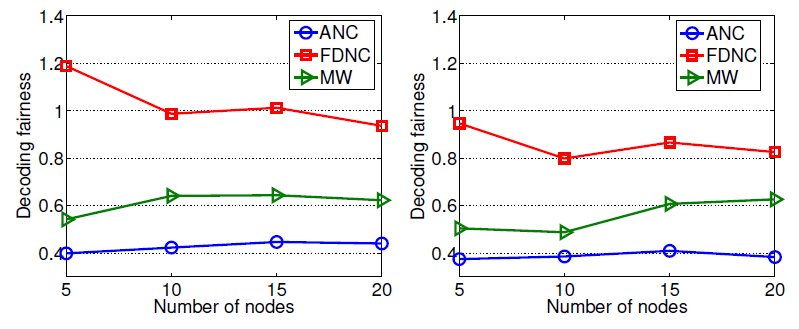 1.4
1.2
1
0.8
0.6
0.4
5
10
15
20
Number of nodes
Decoding fairness
ANC
FDNC
MW
1.4
1.2
1
0.8
0.6
0.4
5
10
15
20
Number of nodes
Decoding fairness
ANC
FDNC
MW